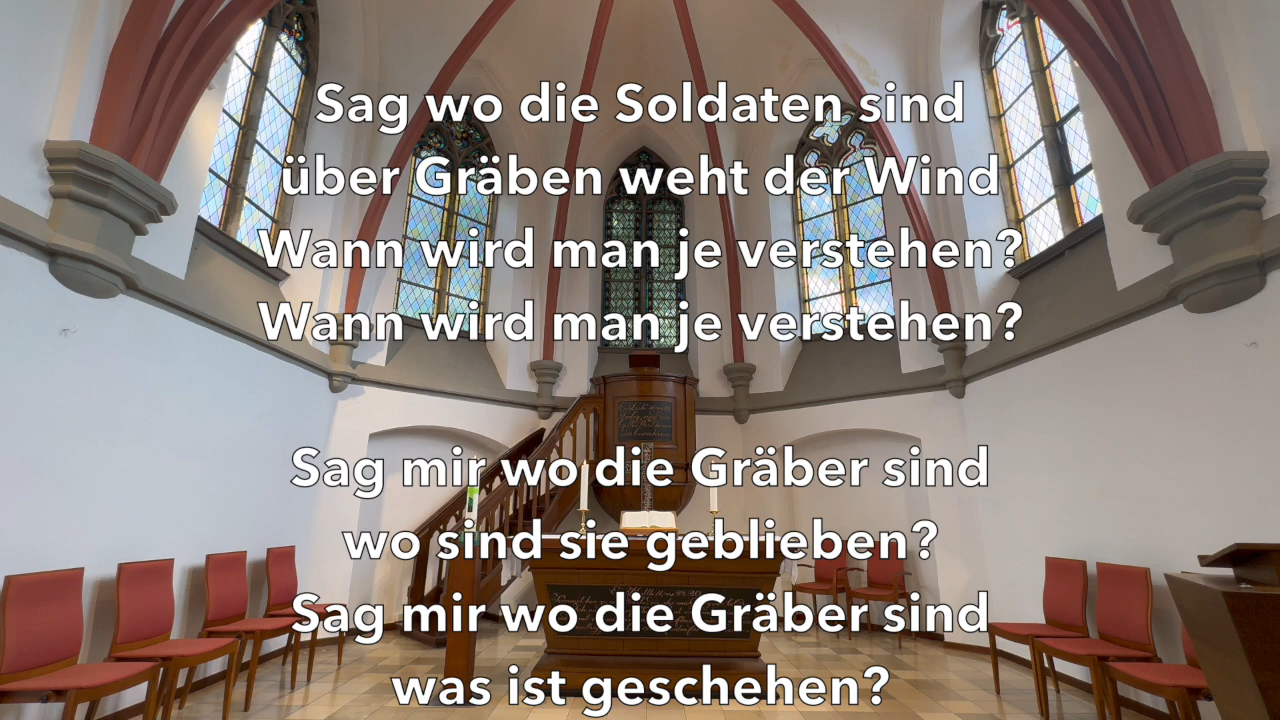 Sag wo die Soldaten sind
über Gräben weht der Wind
Wann wird man je verstehen?
Wann wird man je verstehen?
Sag mir wo die Gräber sind
wo sind sie geblieben?
Sag mir wo die Gräber sind
was ist geschehen?